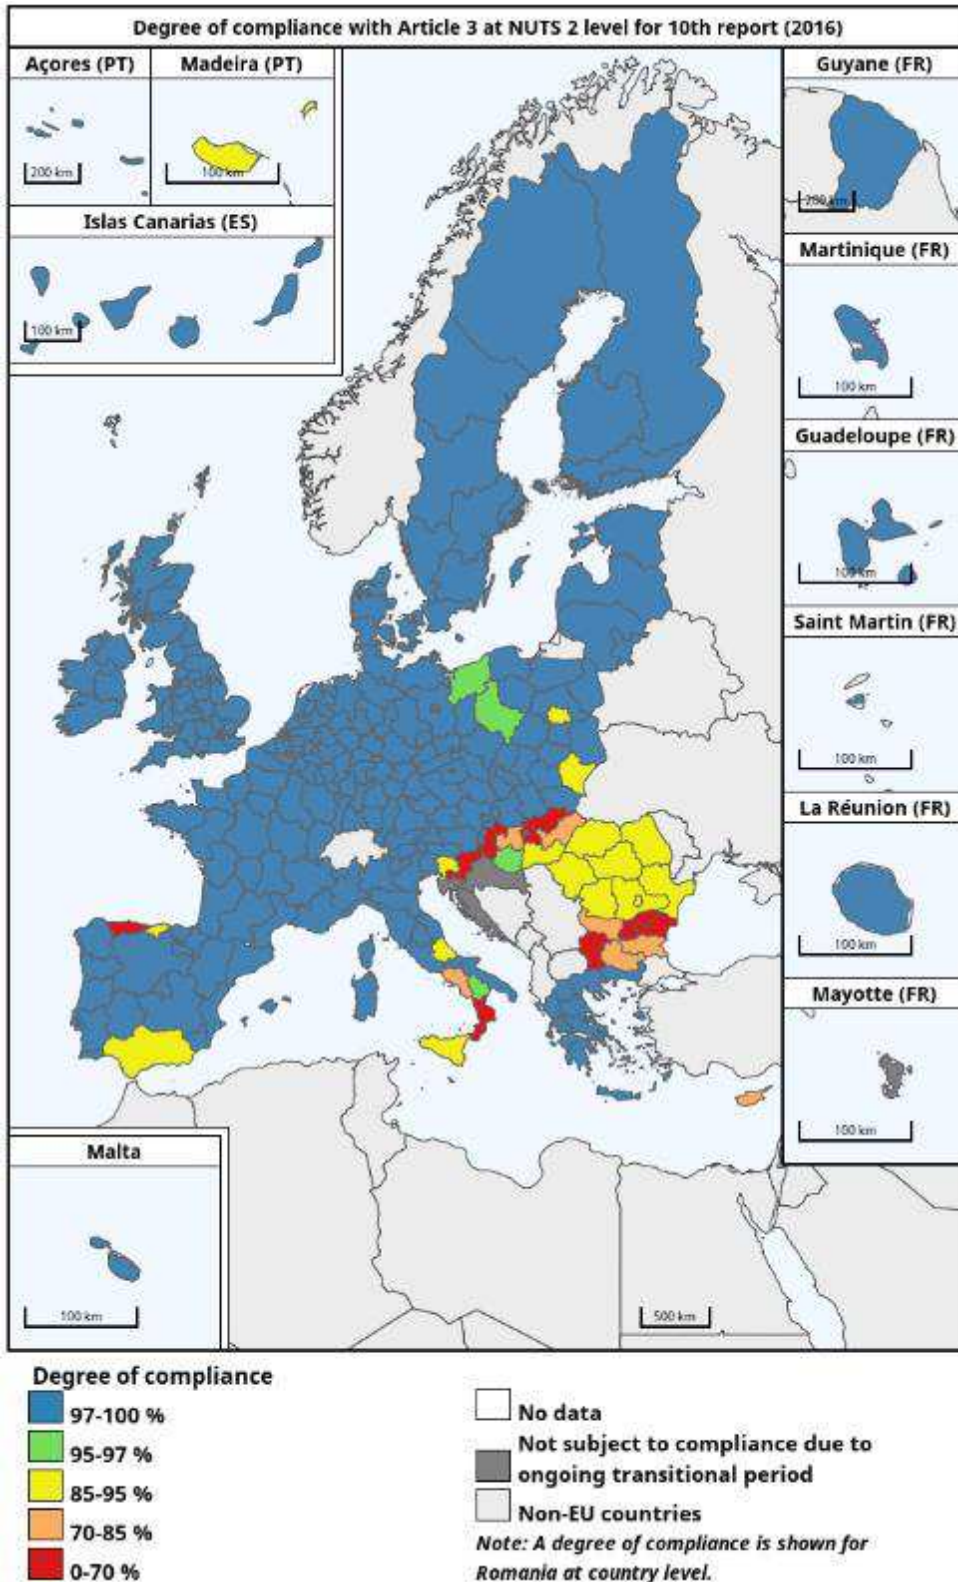 Degree of compliance with Article 3 at NUTS 2 level for 10th report (2016)
Açores (PT)
Madeira (PT)
200 km
100 km
Islas Canarias (ES)
100 km
Guyane (FR)
200 km
Martinique (FR)
100 km
Guadeloupe (FR)
100 km
Saint Martin (FR)
100 km
La Réunion (FR)
100 km
Mayotte (FR)
100 km
Malta
100 km
500 km
Degree of compliance
97-100 %
95-97 %
85-95 %
70-85 %
0-70 %
No data
Not subject to compliance due to
ongoing transitional period
Non-EU countries
Note: A degree of compliance is shown for
Romania at country level.